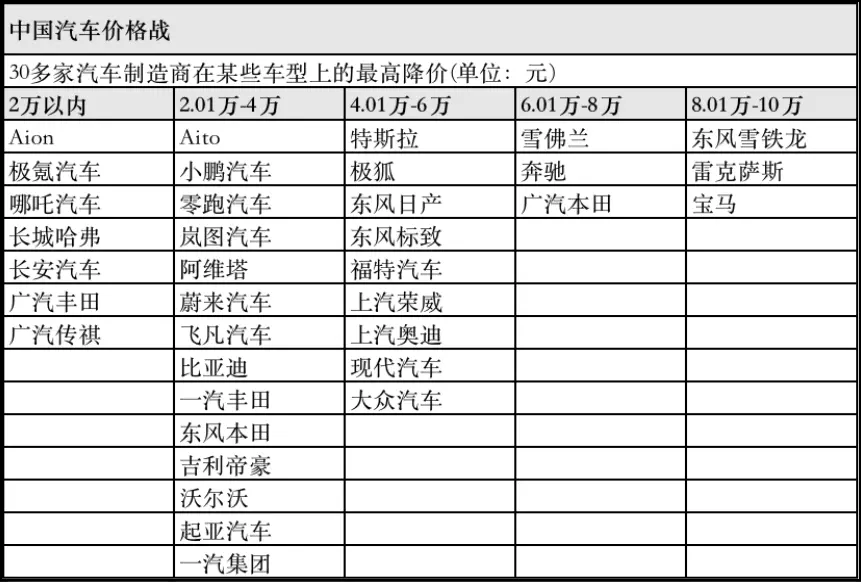 中国汽车价格战
30多家汽车制造商在某些车型上的最高降价(单位：元)
2万以内 2.01万-4万 4.01万-6万 6.01万-8万 8.01万-10万
Aion Aito 特斯拉 雪佛兰 东风雪铁龙
极氪汽车 小鹏汽车 极狐 奔驰 雷克萨斯
哪吒汽车 零跑汽车 东风日产 广汽本田 宝马
长城哈弗 岚图汽车 东风标致
长安汽车 阿维塔 福特汽车
广汽丰田 蔚来汽车 上汽荣威
广汽传祺 飞凡汽车 上汽奥迪
比亚迪 现代汽车
一汽丰田 大众汽车
东风本田
吉利帝豪
沃尔沃
起亚汽车
一汽集团